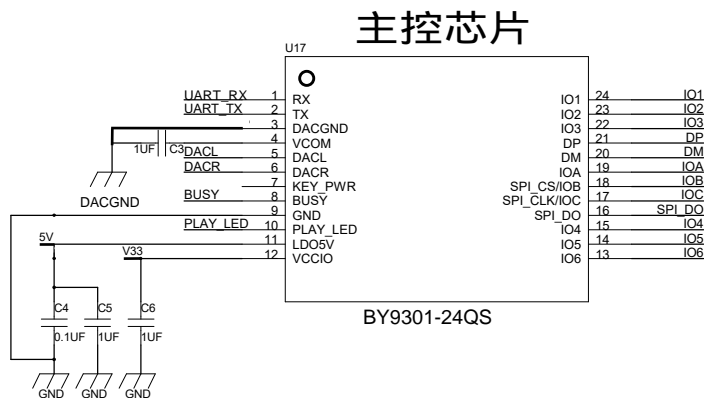 主控芯片
U17
UART_RX 1 RX IO1 24 IO1
UART_TX 2 TX IO2 23 IO2
3 DACGND IO3 22 IO3
1UF C3 4 VCOM DP 21 DP
DACL 5 DACL DM 20 DM
DACR 6 DACR IOA 19 IOA
7 KEY_PWR SPI_CS/IOB 18 IOB
DACGND
BUSY 8 BUSY SPI_CLK/IOC 17 IOC
9 GND SPI_DO 16 SPI_DO
PLAY_LED 10 PLAY_LED IO4 15 IO4
5V 11 LDO5V IO5 14 IO5
V33 12 VCCIO IO6 13 IO6
C4 C5 C6
BY9301-24QS
0.1UF 1UF 1UF
GND GND GND